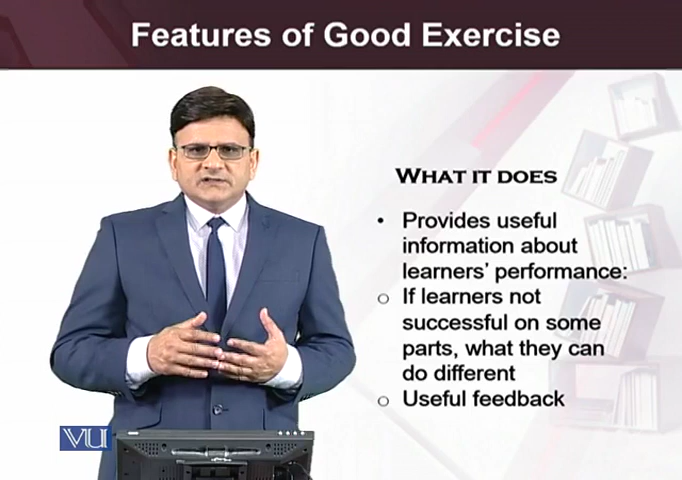 Features of Good Exercise
WHAT IT DOES
• Provides useful
information about
learners' performance:
o If learners not
successful on some
parts, what they can
do different
o Useful feedback
VU